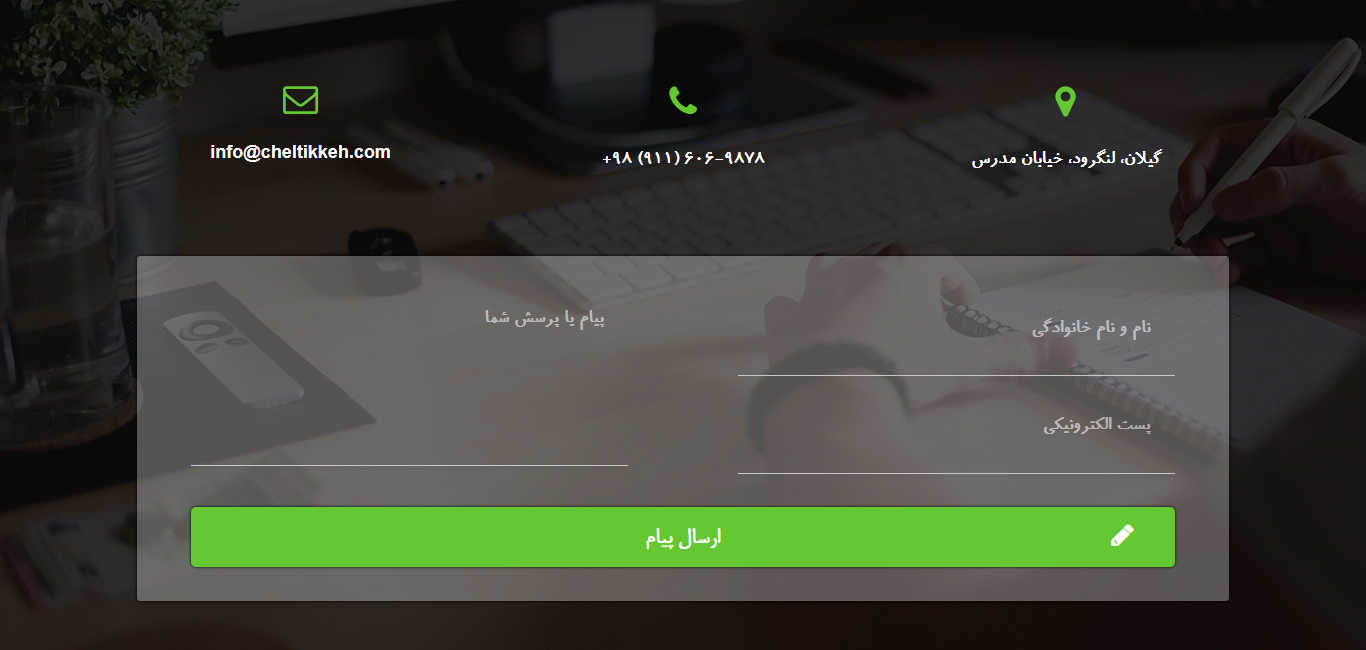 گیلان، لنگرود، خیابان مدرس
+۹۸ (۹۱۱) ۶۰۶-۹۸۷۸
info@cheltikkeh.com
نام و نام خانوادگی
پیام یا پرسش شما
پست الکترونیکی
ارسال پیام